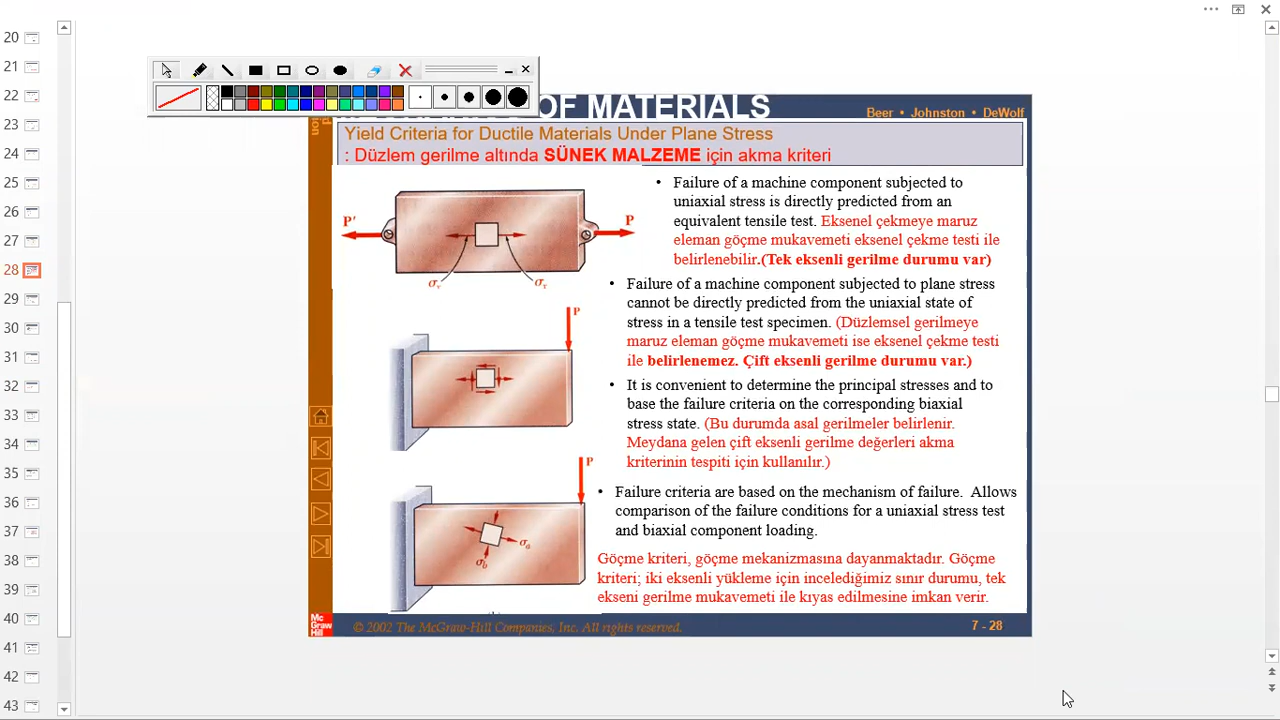 OF MATERIALS
Beer • Johnston • DeWolf
Yield Criteria for Ductile Materials Under Plane Stress
: Düzlem gerilme altında SÜNEK MALZEME için akma kriteri
• Failure of a machine component subjected to
uniaxial stress is directly predicted from an
equivalent tensile test. Eksenel çekmeye maruz
eleman göçme mukavemeti eksenel çekme testi ile
belirlenebilir.(Tek eksenli gerilme durumu var)
P'
P
• Failure of a machine component subjected to plane stress
cannot be directly predicted from the uniaxial state of
stress in a tensile test specimen. (Düzlemsel gerilmeye
maruz eleman göçme mukavemeti ise eksenel çekme testi
ile belirlenemez. Çift eksenli gerilme durumu var.)
P
• It is convenient to determine the principal stresses and to
base the failure criteria on the corresponding biaxial
stress state. (Bu durumda asal gerilmeler belirlenir.
Meydana gelen çift eksenli gerilme değerleri akma
kriterinin tespiti için kullanılır.)
P
σa
σb
• Failure criteria are based on the mechanism of failure. Allows
comparison of the failure conditions for a uniaxial stress test
and biaxial component loading.
Göçme kriteri, göçme mekanizmasına dayanmaktadır. Göçme
kriteri; iki eksenli yükleme için incelediğimiz sınır durumu, tek
ekseni gerilme mukavemeti ile kıyas edilmesine imkan verir.
Mc
Graw
Hill
© 2002 The McGraw-Hill Companies, Inc. All rights reserved.
7 - 28
20
21
22
23
24
25
26
27
28
29
30
31
32
33
34
35
36
37
38
39
40
41
42
43